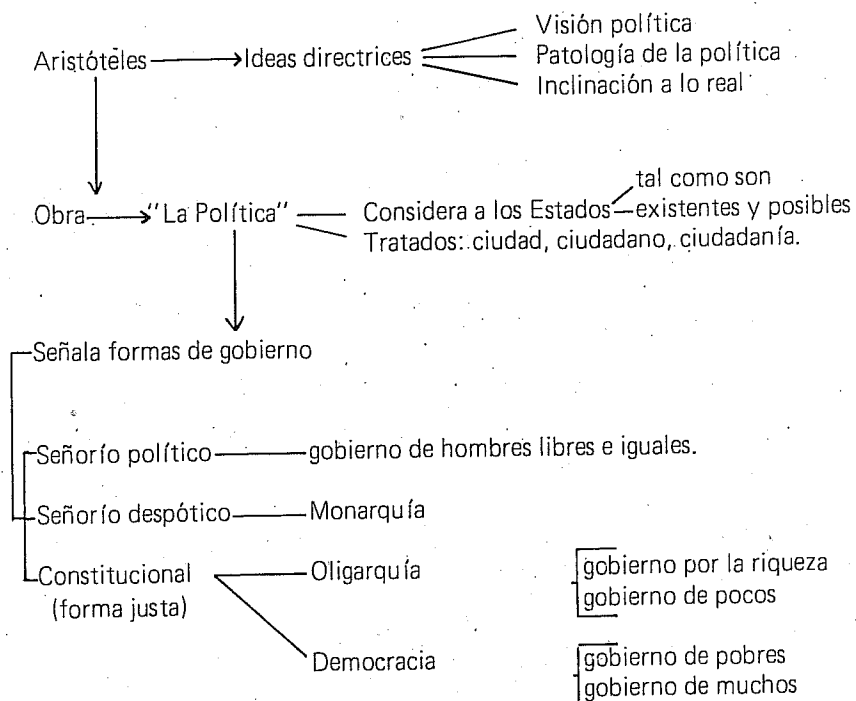 Visión política
Aristóteles Ideas directrices Patología de la política
Inclinación a lo real
tal como son
Obra "La Política" Considera a los Estados existentes y posibles
Tratados: ciudad, ciudadano, ciudadanía.
Señala formas de gobierno
Señorío político gobierno de hombres libres e iguales.
Señorío despótico Monarquía
Constitucional Oligarquía gobierno por la riqueza
(forma justa) gobierno de pocos
Democracia gobierno de pobres
gobierno de muchos